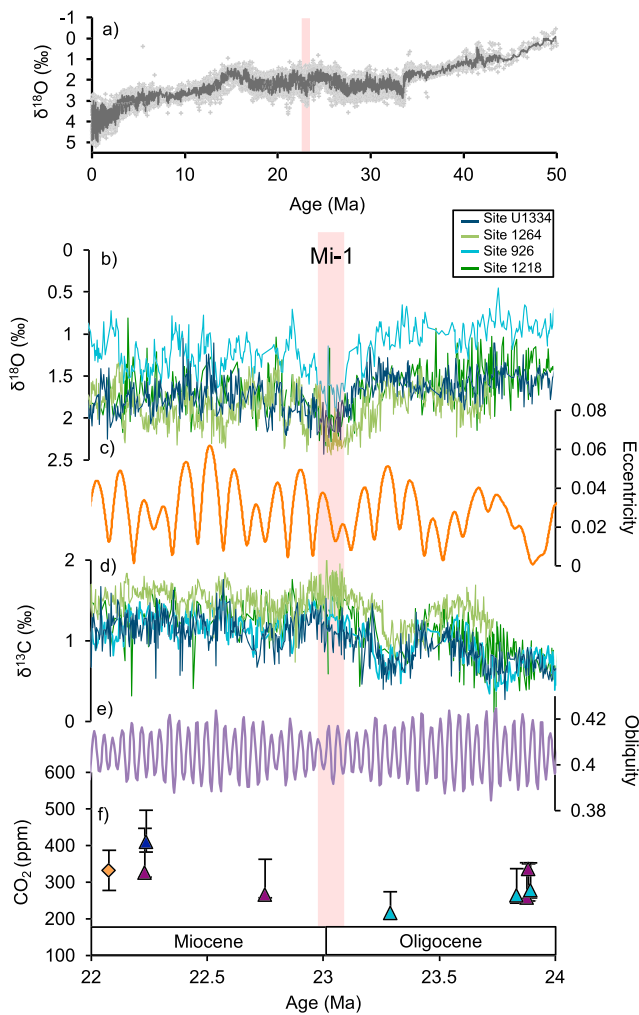 a)
δ18O (‰)
-1
0
1
2
3
4
5
0 10 20 30 40 50
Age (Ma)
Site U1334
Site 1264
Site 926
Site 1218
b)
Mi-1
δ18O (‰)
0
0.5
1
1.5
2
2.5
c)
Eccentricity
0.08
0.06
0.04
0.02
0
d)
δ13C (‰)
2
1
0
e)
Obliquity
0.42
0.4
0.38
f)
CO2 (ppm)
600
500
400
300
200
100
Miocene Oligocene
22 22.5 23 23.5 24
Age (Ma)